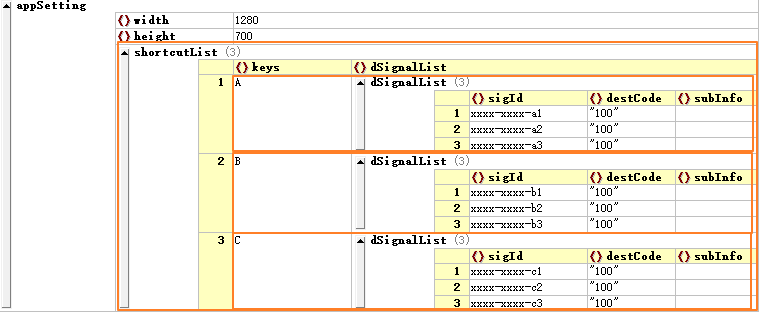 appSetting
{} width 1280
{} height 700
shortcutList (3)
{} keys {} dSignalList
1 A dSignalList (3)
{} sigId {} destCode {} subInfo
1 xxxx-xxxx-a1 "100"
2 xxxx-xxxx-a2 "100"
3 xxxx-xxxx-a3 "100"
2 B dSignalList (3)
{} sigId {} destCode {} subInfo
1 xxxx-xxxx-b1 "100"
2 xxxx-xxxx-b2 "100"
3 xxxx-xxxx-b3 "100"
3 C dSignalList (3)
{} sigId {} destCode {} subInfo
1 xxxx-xxxx-c1 "100"
2 xxxx-xxxx-c2 "100"
3 xxxx-xxxx-c3 "100"